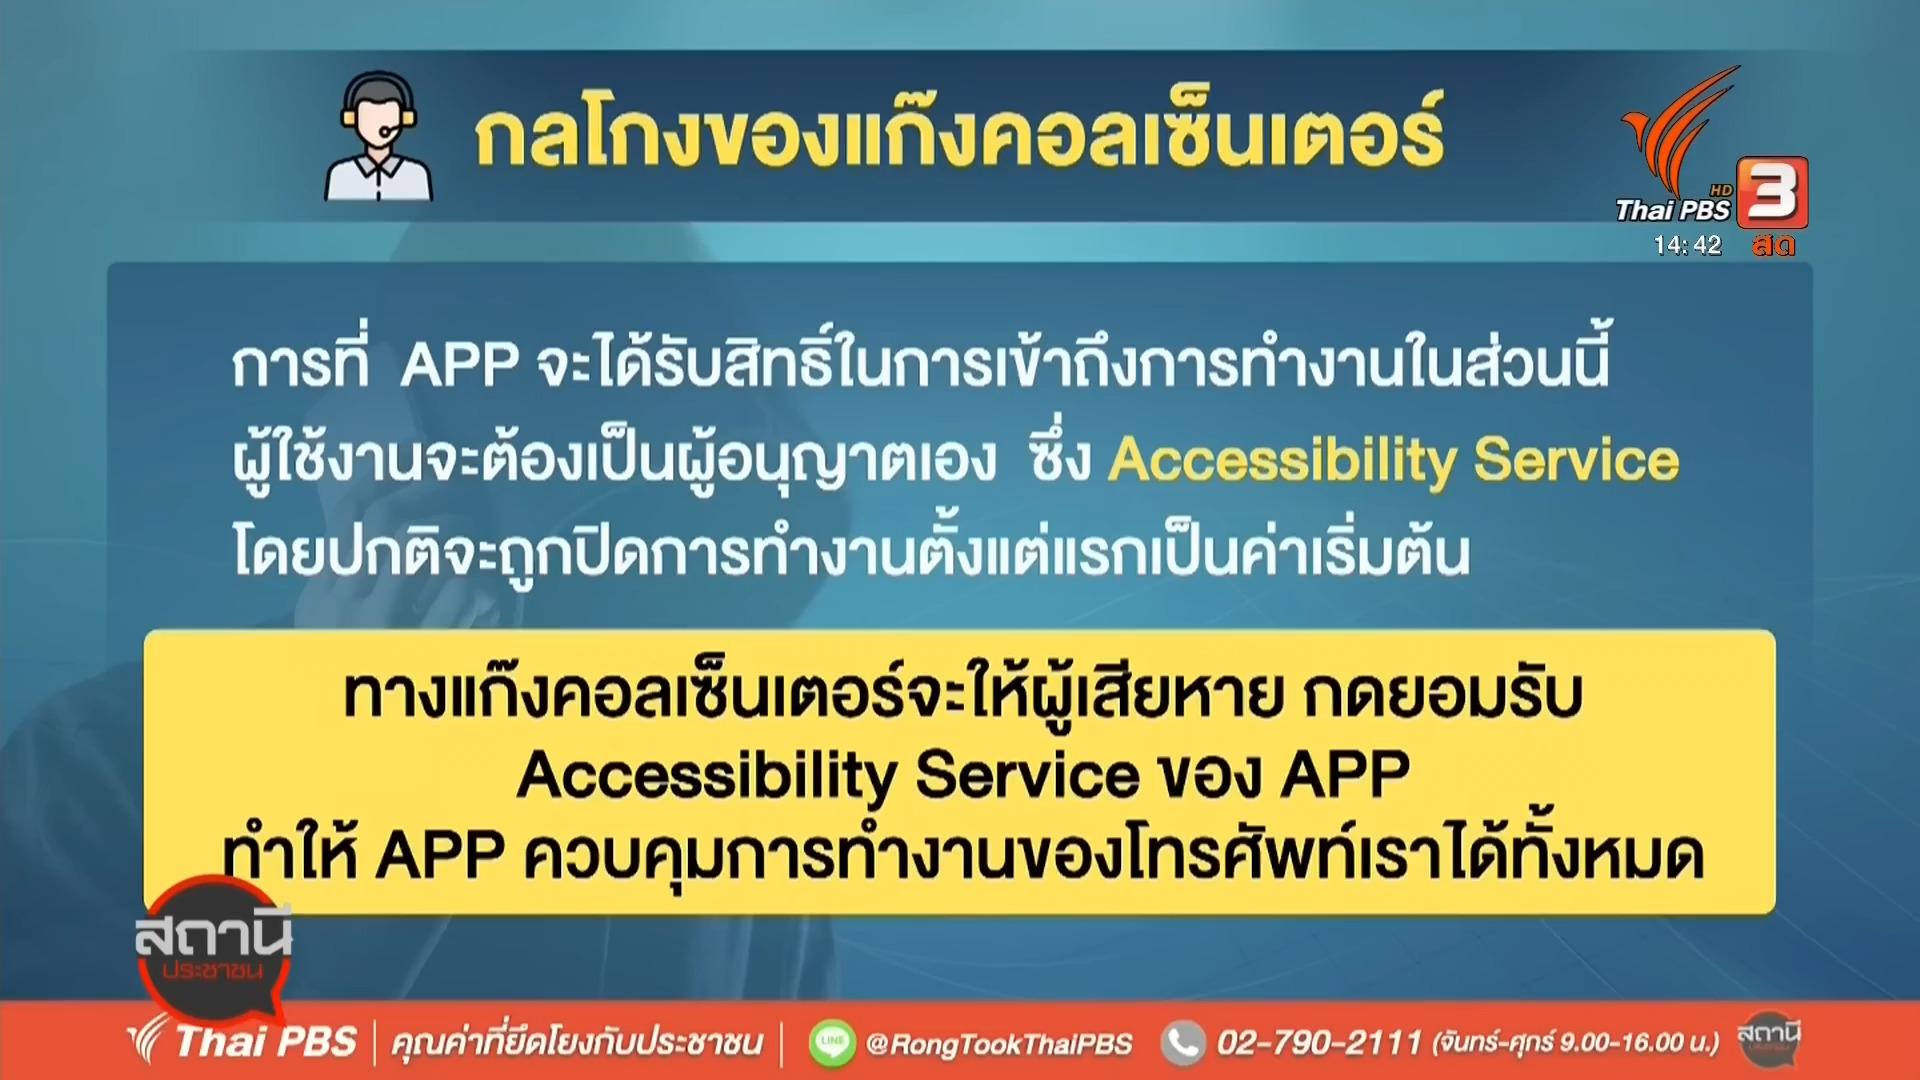 กลโกงของแก๊งคอลเซ็นเตอร์
HD
Thai PBS 3
14:42 สด
การที่ APP จะได้รับสิทธิ์ในการเข้าถึงการทำงานในส่วนนี้
ผู้ใช้งานจะต้องเป็นผู้อนุญาตเอง ซึ่ง Accessibility Service
โดยปกติจะถูกปิดการทำงานตั้งแต่แรกเป็นค่าเริ่มต้น
ทางแก๊งคอลเซ็นเตอร์จะให้ผู้เสียหาย กดยอมรับ
Accessibility Service ของ APP
ทำให้ APP ควบคุมการทำงานของโทรศัพท์เราได้ทั้งหมด
สถานี
ประชาชน
Thai PBS | คุณค่าที่ยึดโยงกับประชาชน | LINE @RongTookThaiPBS 02-790-2111 (จันทร์-ศุกร์ 9.00-16.00 น.) สถานี